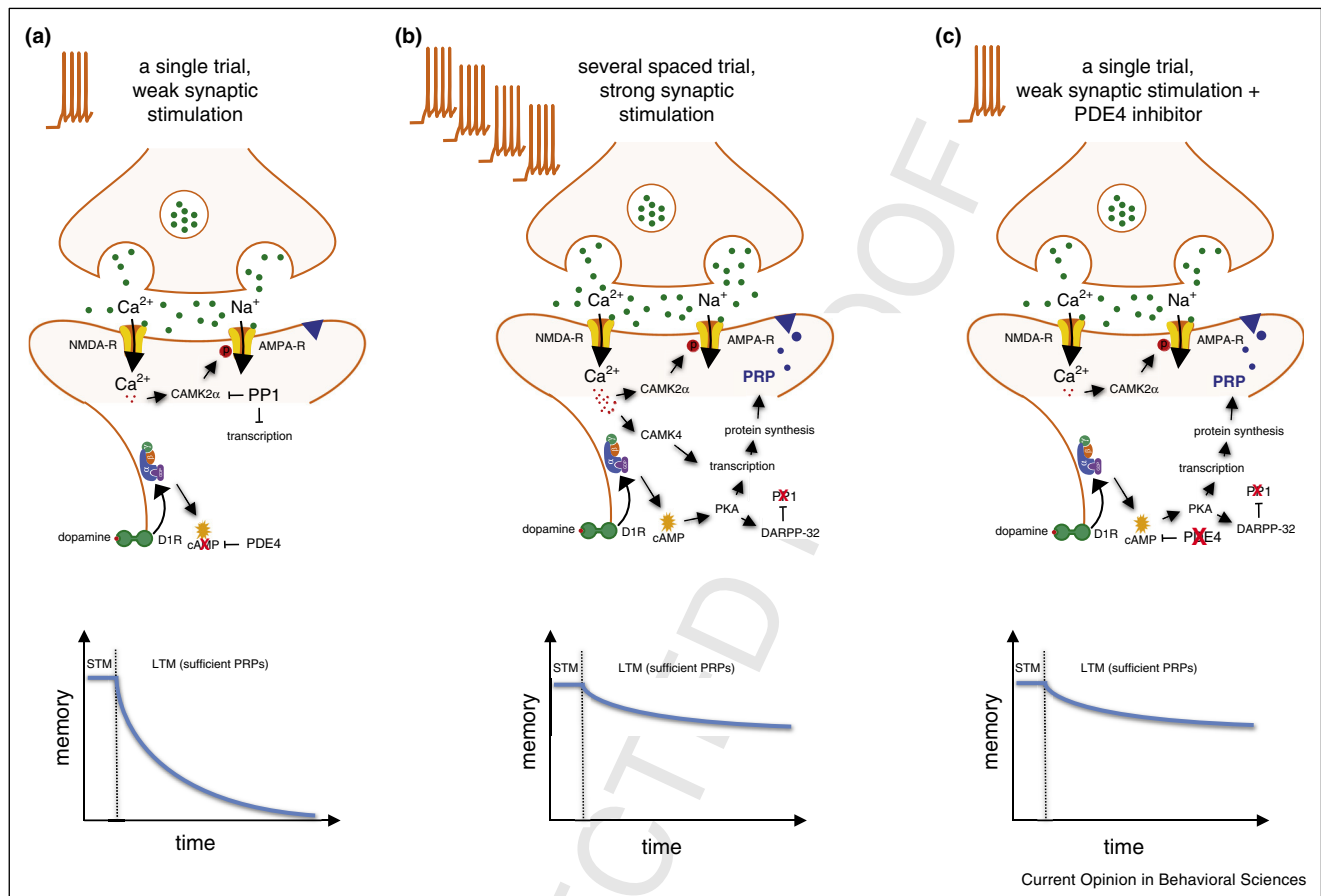 (a)
a single trial,
weak synaptic
stimulation
Ca2+
Na+
NMDA-R
AMPA-R
p
Ca2+
CAMK2α
PP1
transcription
γ
β
α
dopamine
D1R
cAMP
PDE4
STM
LTM (sufficient PRPs)
memory
time
(b)
several spaced trial,
strong synaptic
stimulation
Ca2+
Na+
NMDA-R
AMPA-R
p
Ca2+
CAMK2α
PRP
CAMK4
protein synthesis
transcription
γ
β
α
PP1
PKA
dopamine
D1R
cAMP
DARPP-32
STM
LTM (sufficient PRPs)
memory
time
(c)
a single trial,
weak synaptic stimulation +
PDE4 inhibitor
Ca2+
Na+
NMDA-R
AMPA-R
p
Ca2+
CAMK2α
PRP
protein synthesis
transcription
γ
β
α
PP1
PKA
dopamine
D1R
cAMP
PDE4
DARPP-32
STM
LTM (sufficient PRPs)
memory
time
CTED
OOF
Current Opinion in Behavioral Sciences